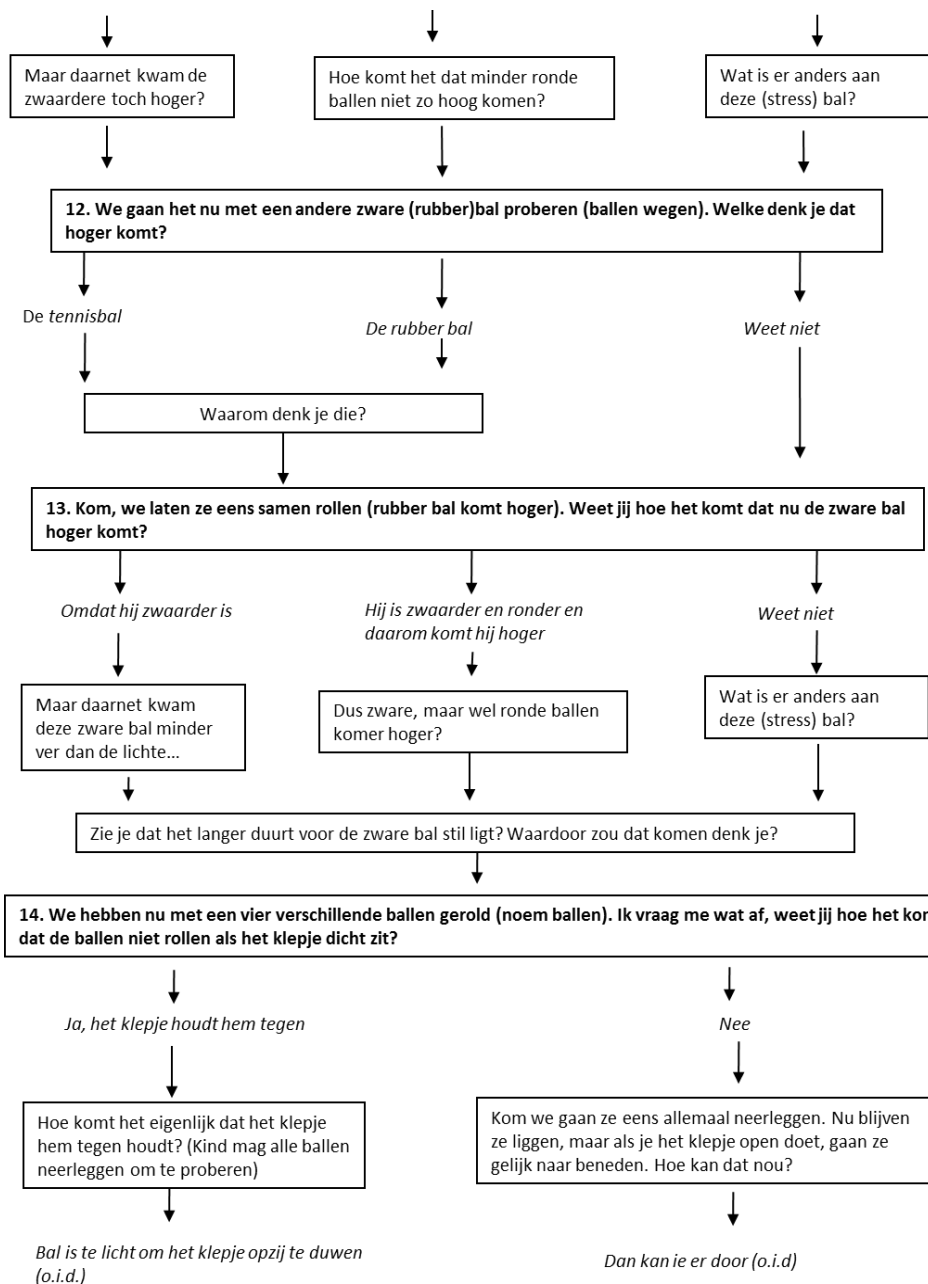 Maar daarnet kwam de
zwaardere toch hoger?
Hoe komt het dat minder ronde
ballen niet zo hoog komen?
Wat is er anders aan
deze (stress) bal?
12. We gaan het nu met een andere zware (rubber)bal proberen (ballen wegen). Welke denk je dat
hoger komt?
De tennisbal
De rubber bal
Weet niet
Waarom denk je die?
13. Kom, we laten ze eens samen rollen (rubber bal komt hoger). Weet jij hoe het komt dat nu de zware bal
hoger komt?
Omdat hij zwaarder is
Hij is zwaarder en ronder en
daarom komt hij hoger
Weet niet
Maar daarnet kwam
deze zware bal minder
ver dan de lichte...
Dus zware, maar wel ronde ballen
komer hoger?
Wat is er anders aan
deze (stress) bal?
Zie je dat het langer duurt voor de zware bal stil ligt? Waardoor zou dat komen denk je?
14. We hebben nu met een vier verschillende ballen gerold (noem ballen). Ik vraag me wat af, weet jij hoe het
dat de ballen niet rollen als het klepje dicht zit?
Ja, het klepje houdt hem tegen
Nee
Hoe komt het eigenlijk dat het klepje
hem tegen houdt? (Kind mag alle ballen
neerleggen om te proberen)
Kom we gaan ze eens allemaal neerleggen. Nu blijven
ze liggen, maar als je het klepje open doet, gaan ze
gelijk naar beneden. Hoe kan dat nou?
Bal is te licht om het klepje opzij te duwen
(o.i.d.)
Dan kan ie er door (o.i.d)